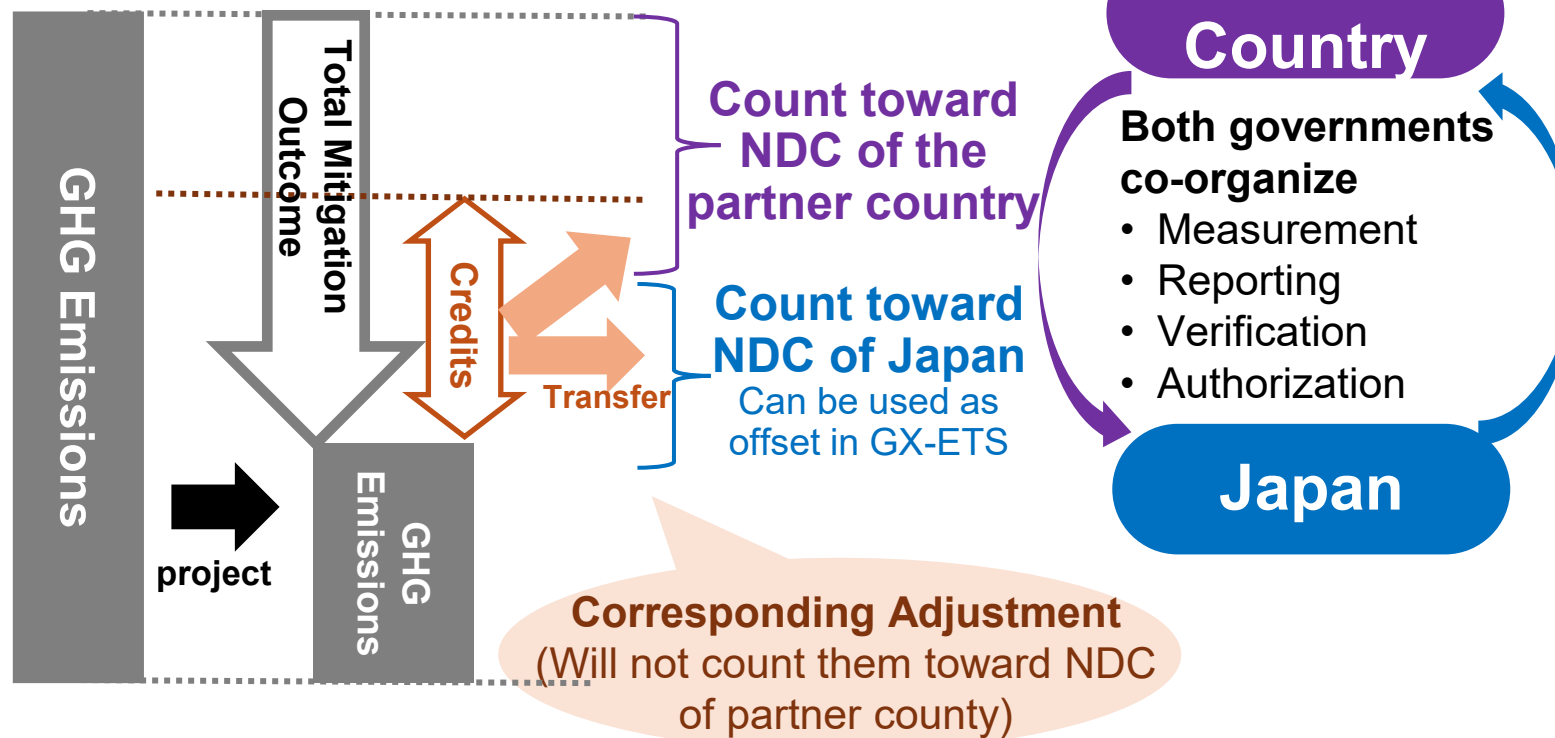 GHG Emissions
Total Mitigation
Outcome
project
GHG
Emissions
Credits
Transfer
Count toward
NDC of the
partner country
Count toward
NDC of Japan
Can be used as
offset in GX-ETS
Corresponding Adjustment
(Will not count them toward NDC
of partner county)
Country
Both governments
co-organize
• Measurement
• Reporting
• Verification
• Authorization
Japan